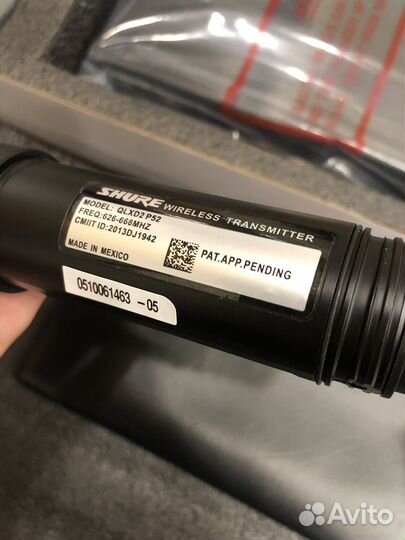 SHURE WIRELESS TRANSMITTER
MODEL: QLXD2 P52
FREQ:626-668MHZ
CMIIT ID:2013DJ1942
MADE IN MEXICO
PAT.APP.PENDING
0510061463 -05
Avito